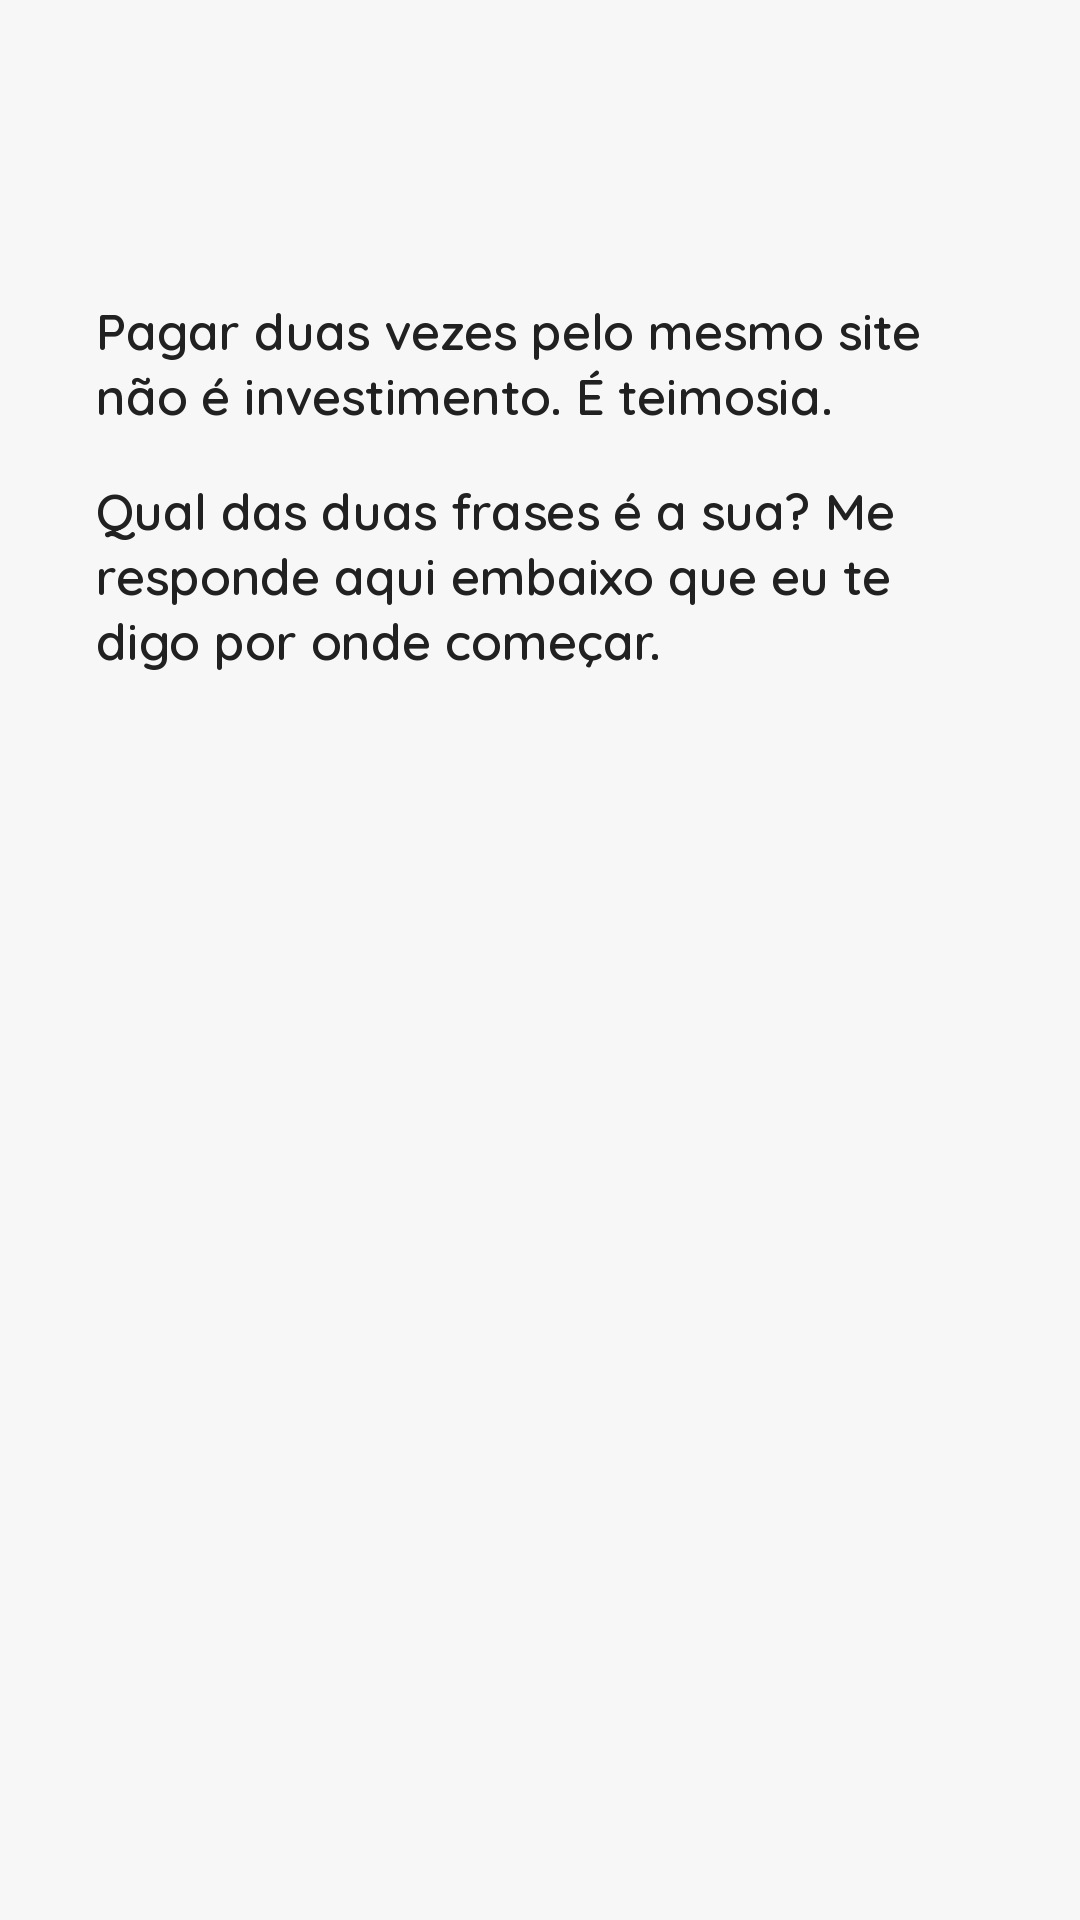 Pagar duas vezes pelo mesmo site
não é investimento. É teimosia.
Qual das duas frases é a sua? Me
responde aqui embaixo que eu te
digo por onde começar.